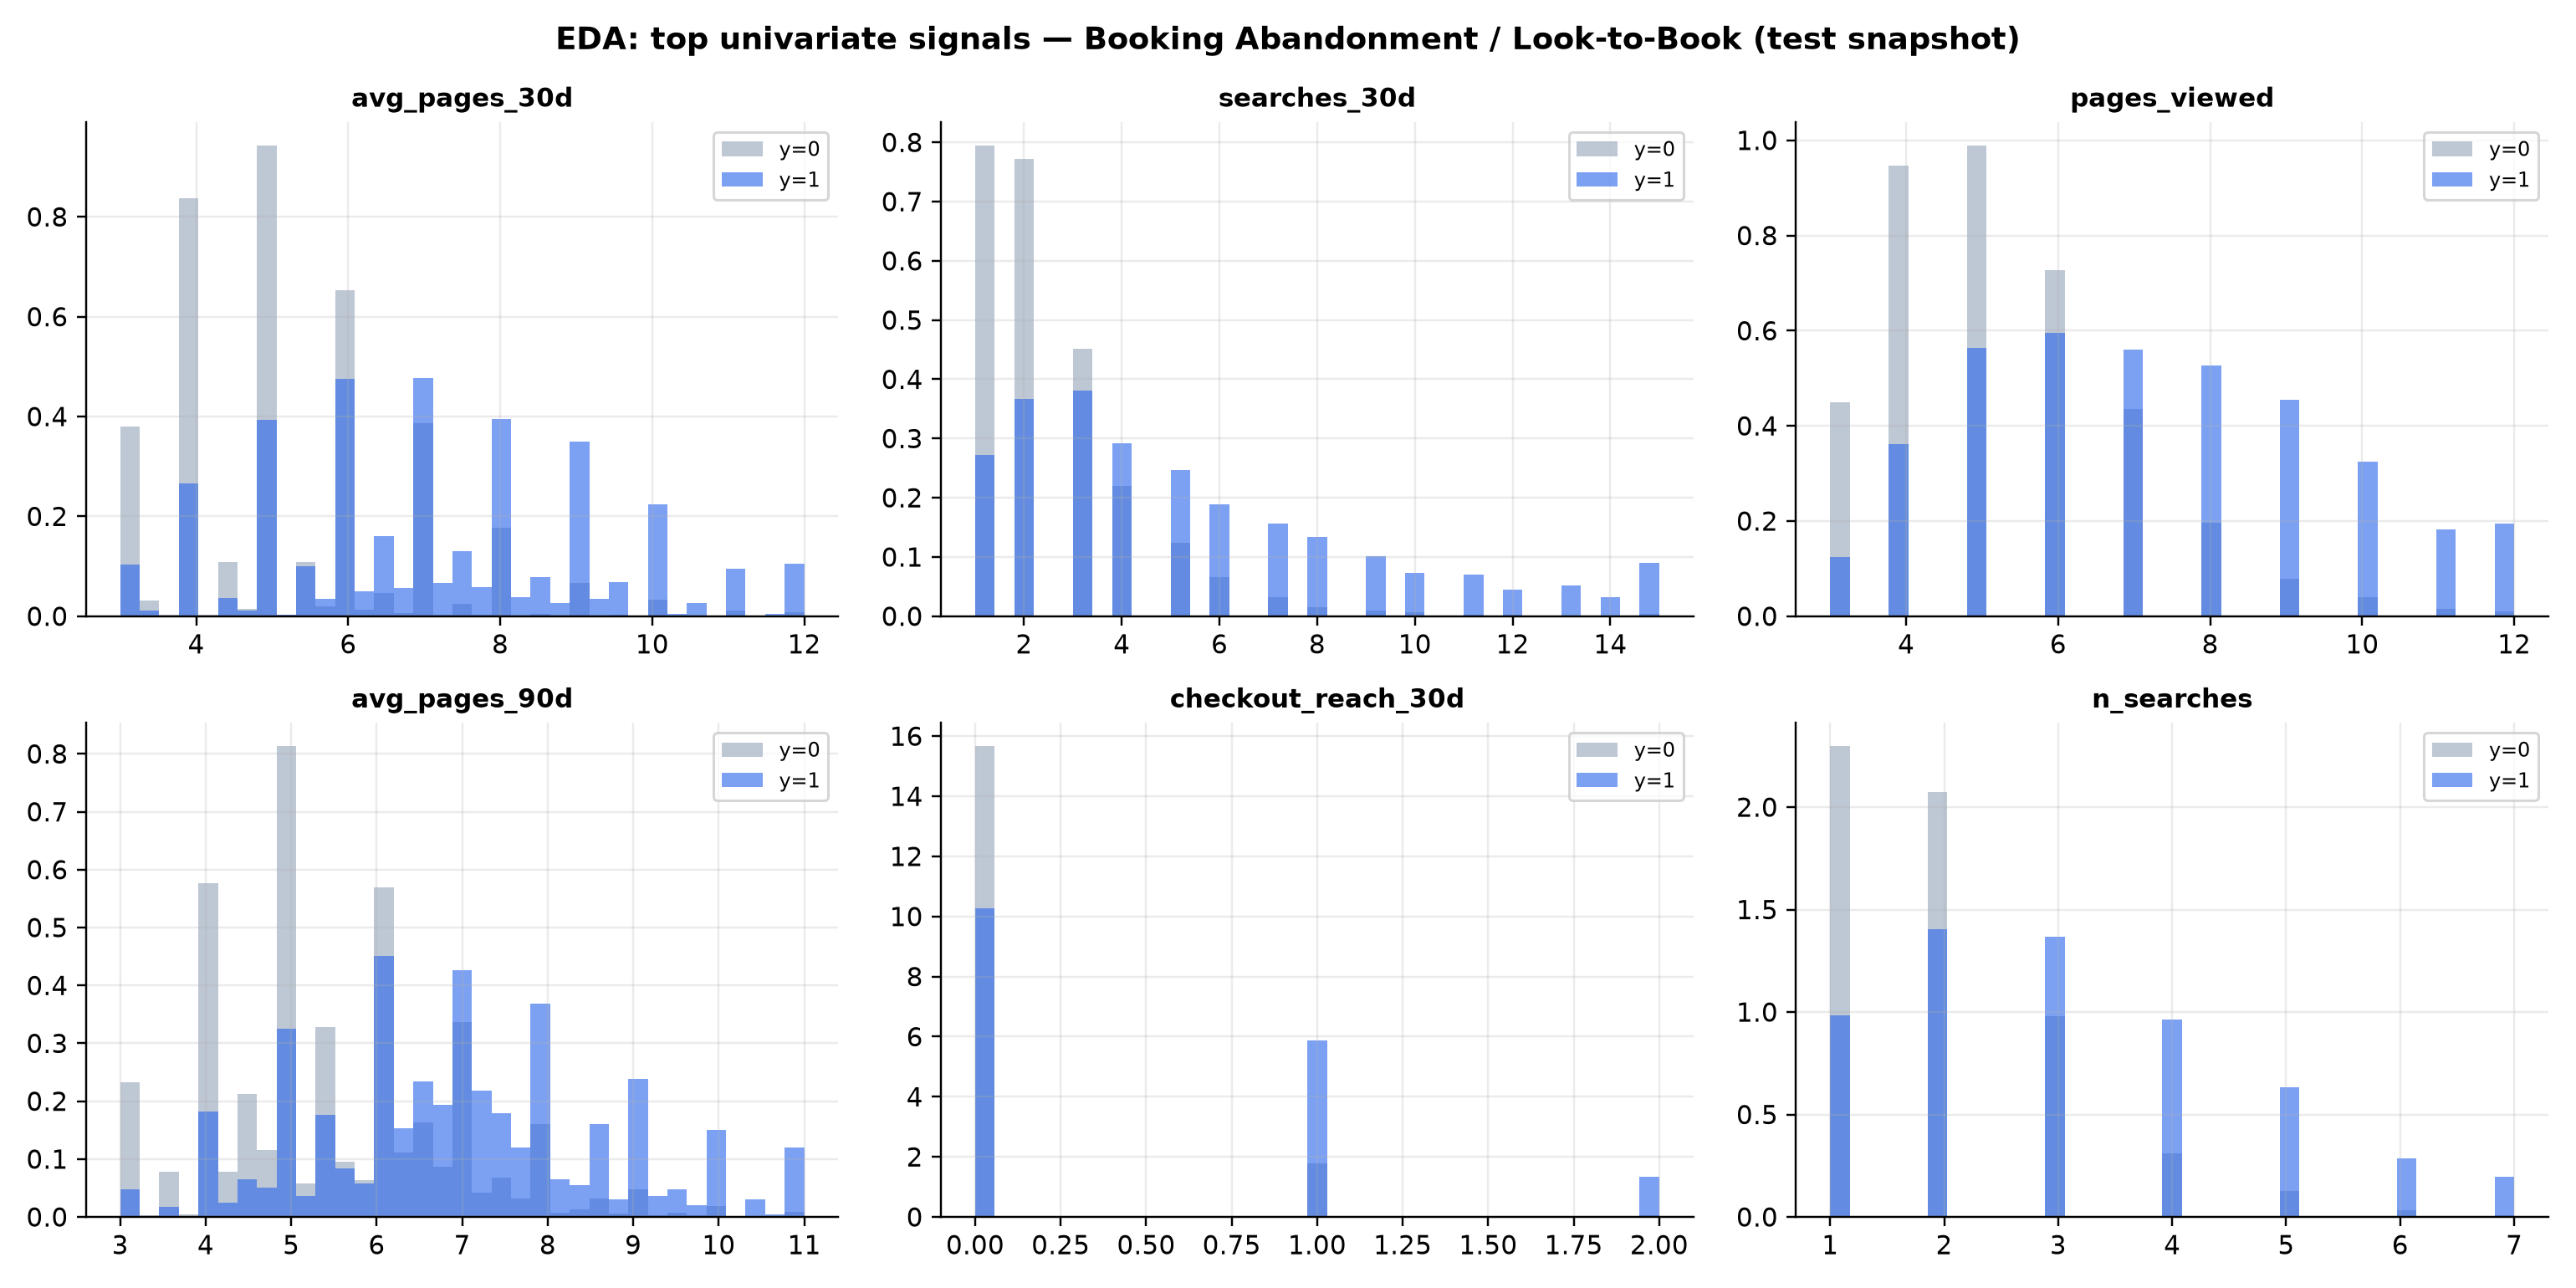 EDA: top univariate signals — Booking Abandonment / Look-to-Book (test snapshot)
avg_pages_30d
y=0
y=1
0.8
0.6
0.4
0.2
0.0
4 6 8 10 12
searches_30d
y=0
y=1
0.8
0.7
0.6
0.5
0.4
0.3
0.2
0.1
0.0
2 4 6 8 10 12 14
pages_viewed
y=0
y=1
1.0
0.8
0.6
0.4
0.2
0.0
4 6 8 10 12
avg_pages_90d
y=0
y=1
0.8
0.7
0.6
0.5
0.4
0.3
0.2
0.1
0.0
3 4 5 6 7 8 9 10 11
checkout_reach_30d
y=0
y=1
16
14
12
10
8
6
4
2
0
0.00 0.25 0.50 0.75 1.00 1.25 1.50 1.75 2.00
n_searches
y=0
y=1
2.0
1.5
1.0
0.5
0.0
1 2 3 4 5 6 7